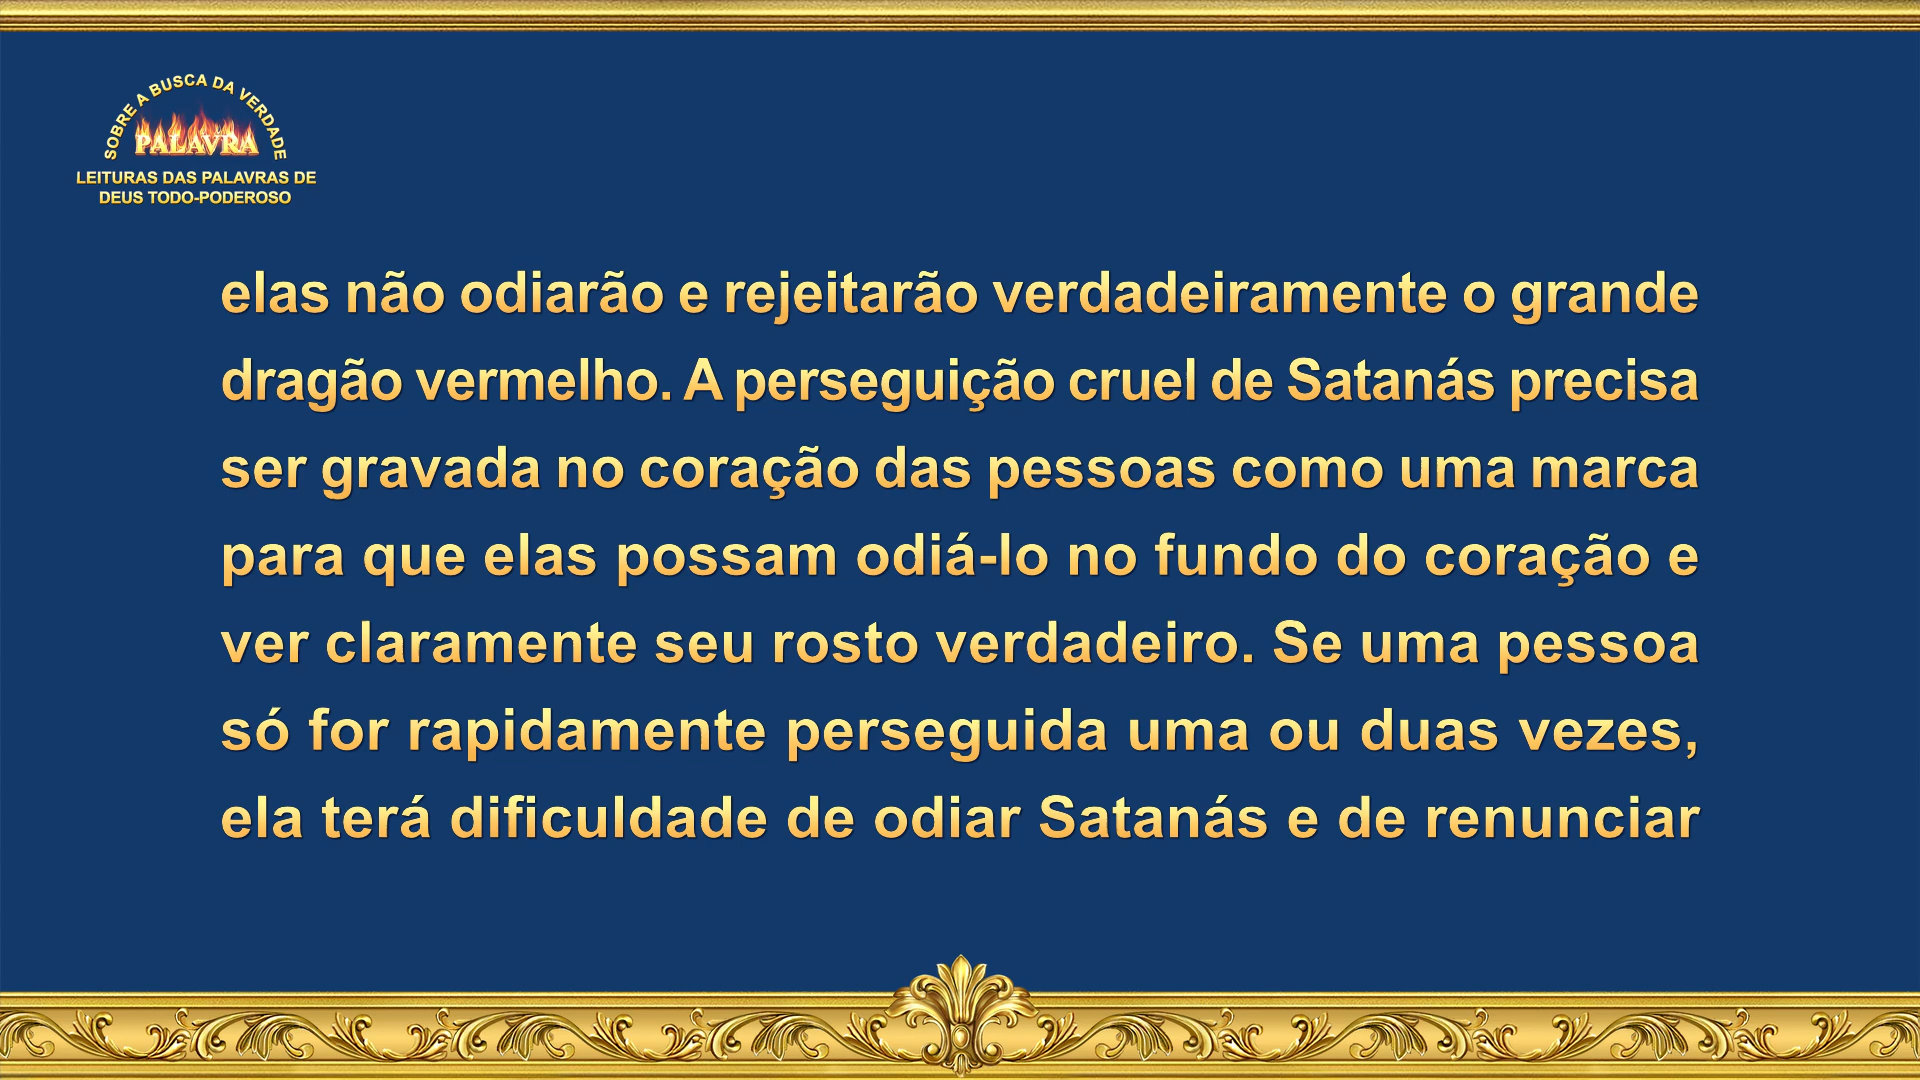 SOBRE A BUSCA DA VERDADE
PALAVRA
LEITURAS DAS PALAVRAS DE
DEUS TODO-PODEROSO
elas não odiarão e rejeitarão verdadeiramente o grande
dragão vermelho. A perseguição cruel de Satanás precisa
ser gravada no coração das pessoas como uma marca
para que elas possam odiá-lo no fundo do coração e
ver claramente seu rosto verdadeiro. Se uma pessoa
só for rapidamente perseguida uma ou duas vezes,
ela terá dificuldade de odiar Satanás e de renunciar